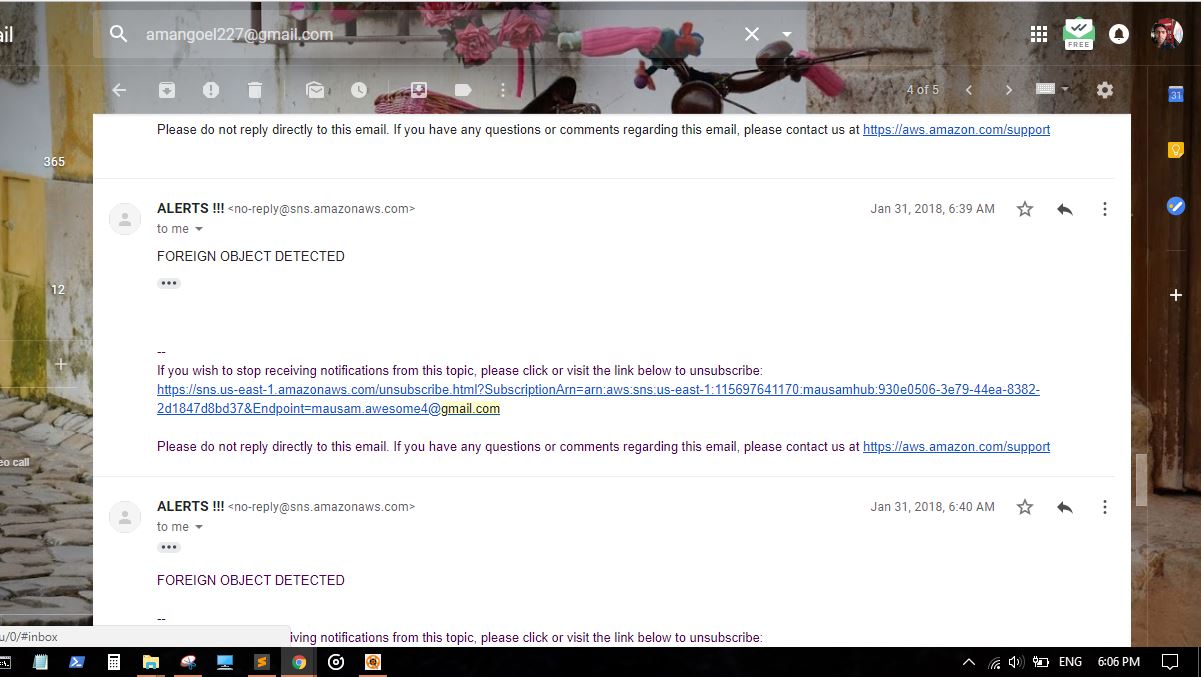 ail
amangoel227@gmail.com
FREE
4 of 5
31
Please do not reply directly to this email. If you have any questions or comments regarding this email, please contact us at https://aws.amazon.com/support
365
ALERTS !!! <no-reply@sns.amazonaws.com>
Jan 31, 2018, 6:39 AM
to me
FOREIGN OBJECT DETECTED
12
--
If you wish to stop receiving notifications from this topic, please click or visit the link below to unsubscribe:
https://sns.us-east-1.amazonaws.com/unsubscribe.html?SubscriptionArn=arn:aws:sns:us-east-1:115697641170:mausamhub:930e0506-3e79-44ea-8382-
2d1847d8bd37&Endpoint=mausam.awesome4@gmail.com
Please do not reply directly to this email. If you have any questions or comments regarding this email, please contact us at https://aws.amazon.com/support
eo call
ALERTS !!! <no-reply@sns.amazonaws.com>
Jan 31, 2018, 6:40 AM
to me
FOREIGN OBJECT DETECTED
--
u/0/#inbox
iving notifications from this topic, please click or visit the link below to unsubscribe:
ENG
6:06 PM